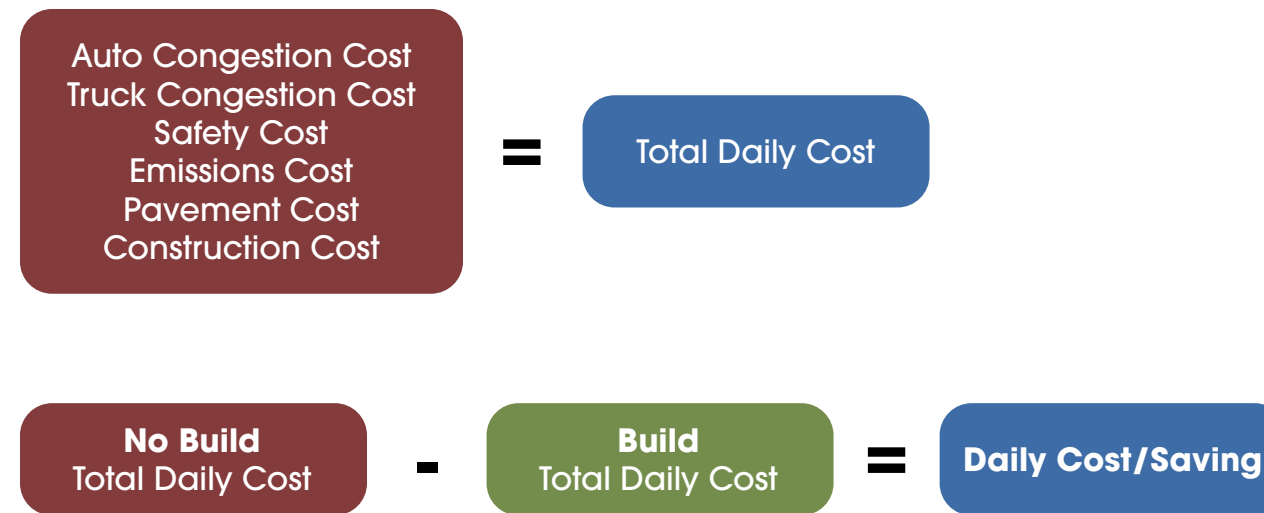 Auto Congestion Cost
Truck Congestion Cost
Safety Cost
Emissions Cost
Pavement Cost
Construction Cost
=
Total Daily Cost
No Build
Total Daily Cost
-
Build
Total Daily Cost
=
Daily Cost/Saving